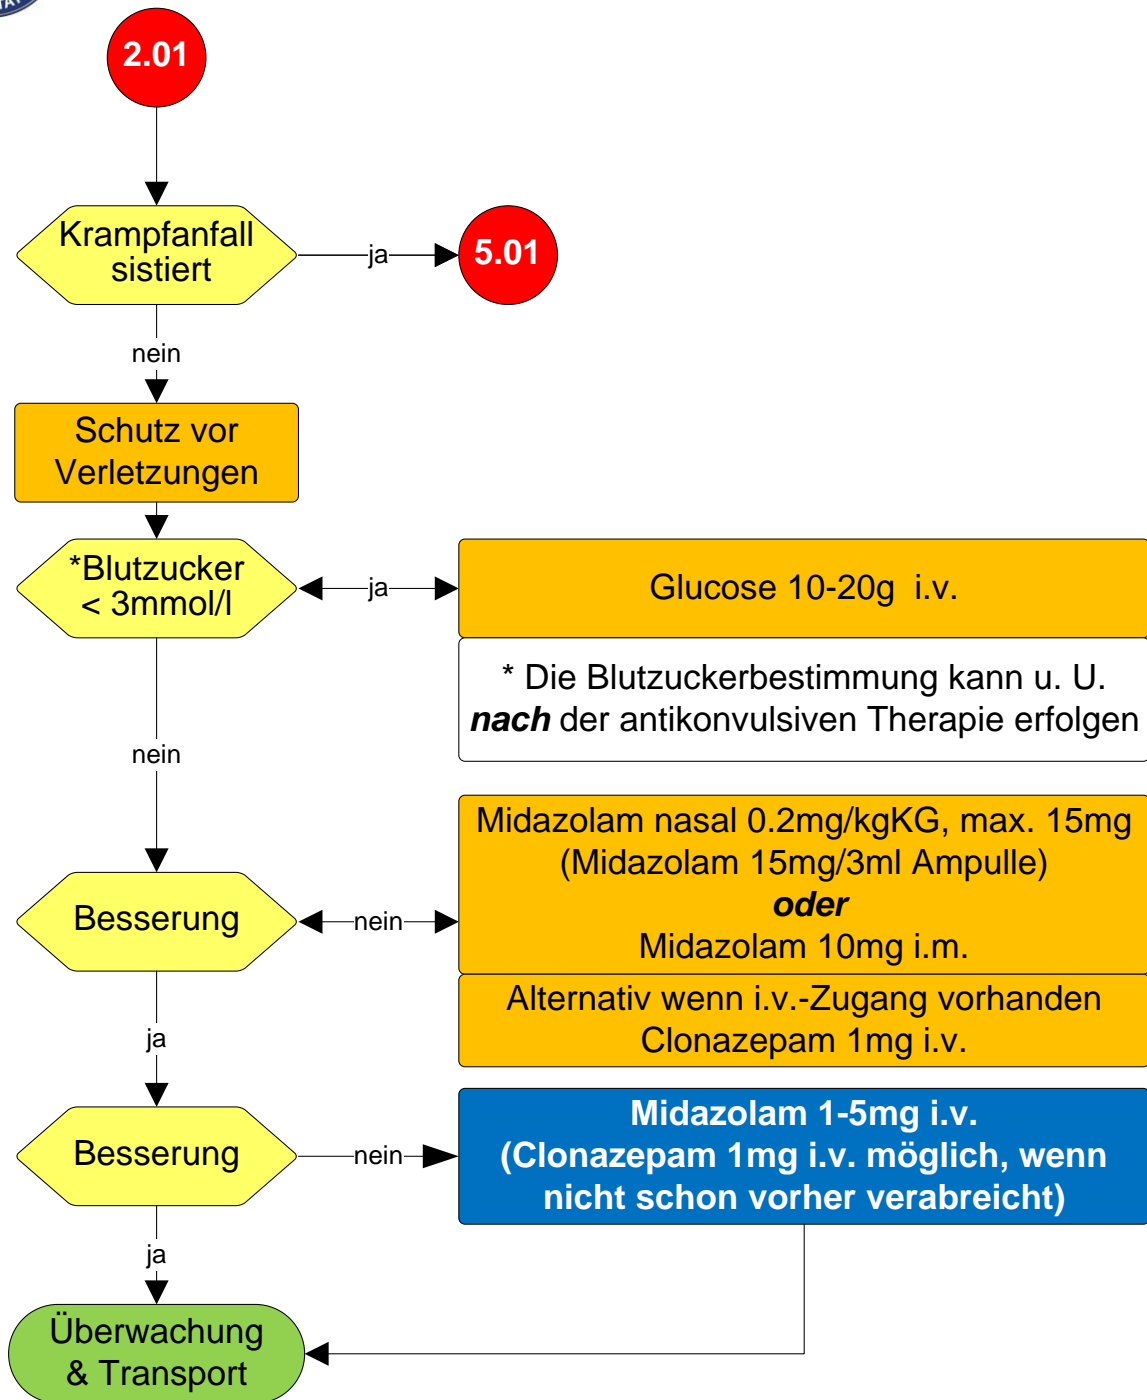 2.01
Krampfanfall
sistiert
ja
5.01
nein
Schutz vor
Verletzungen
*Blutzucker
< 3mmol/l
ja
Glucose 10-20g i.v.
* Die Blutzuckerbestimmung kann u. U.
nach der antikonvulsiven Therapie erfolgen
nein
Midazolam nasal 0.2mg/kgKG, max. 15mg
(Midazolam 15mg/3ml Ampulle)
oder
Midazolam 10mg i.m.
Besserung
nein
Alternativ wenn i.v.-Zugang vorhanden
Clonazepam 1mg i.v.
ja
Besserung
nein
Midazolam 1-5mg i.v.
(Clonazepam 1mg i.v. möglich, wenn
nicht schon vorher verabreicht)
ja
Überwachung
& Transport